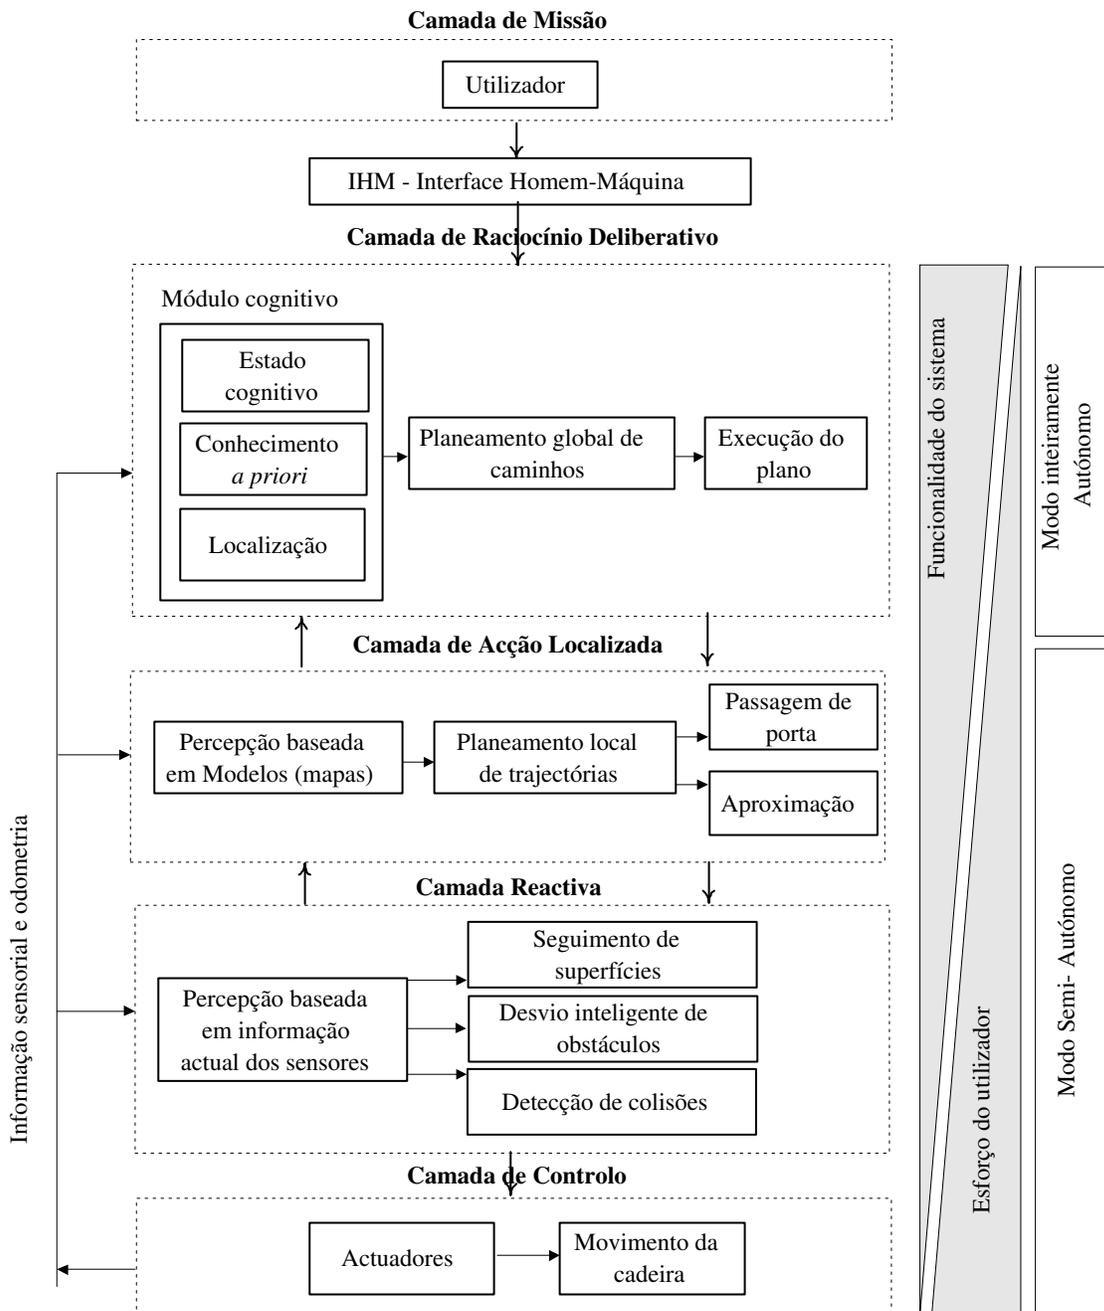 Camada de Missão
Utilizador
IHM - Interface Homem-Máquina
Camada de Raciocínio Deliberativo
Módulo cognitivo
Estado
cognitivo
Conhecimento
a priori
Localização
Planeamento global de
caminhos
Execução do
plano
Camada de Acção Localizada
Percepção baseada
em Modelos (mapas)
Planeamento local
de trajectórias
Passagem de
porta
Aproximação
Camada Reactiva
Percepção baseada
em informação
actual dos sensores
Seguimento de
superfícies
Desvio inteligente de
obstáculos
Detecção de colisões
Camada de Controlo
Actuadores
Movimento da
cadeira
Informação sensorial e odometria
Funcionalidade do sistema
Esforço do utilizador
Modo inteiramente
Autónomo
Modo Semi- Autónomo